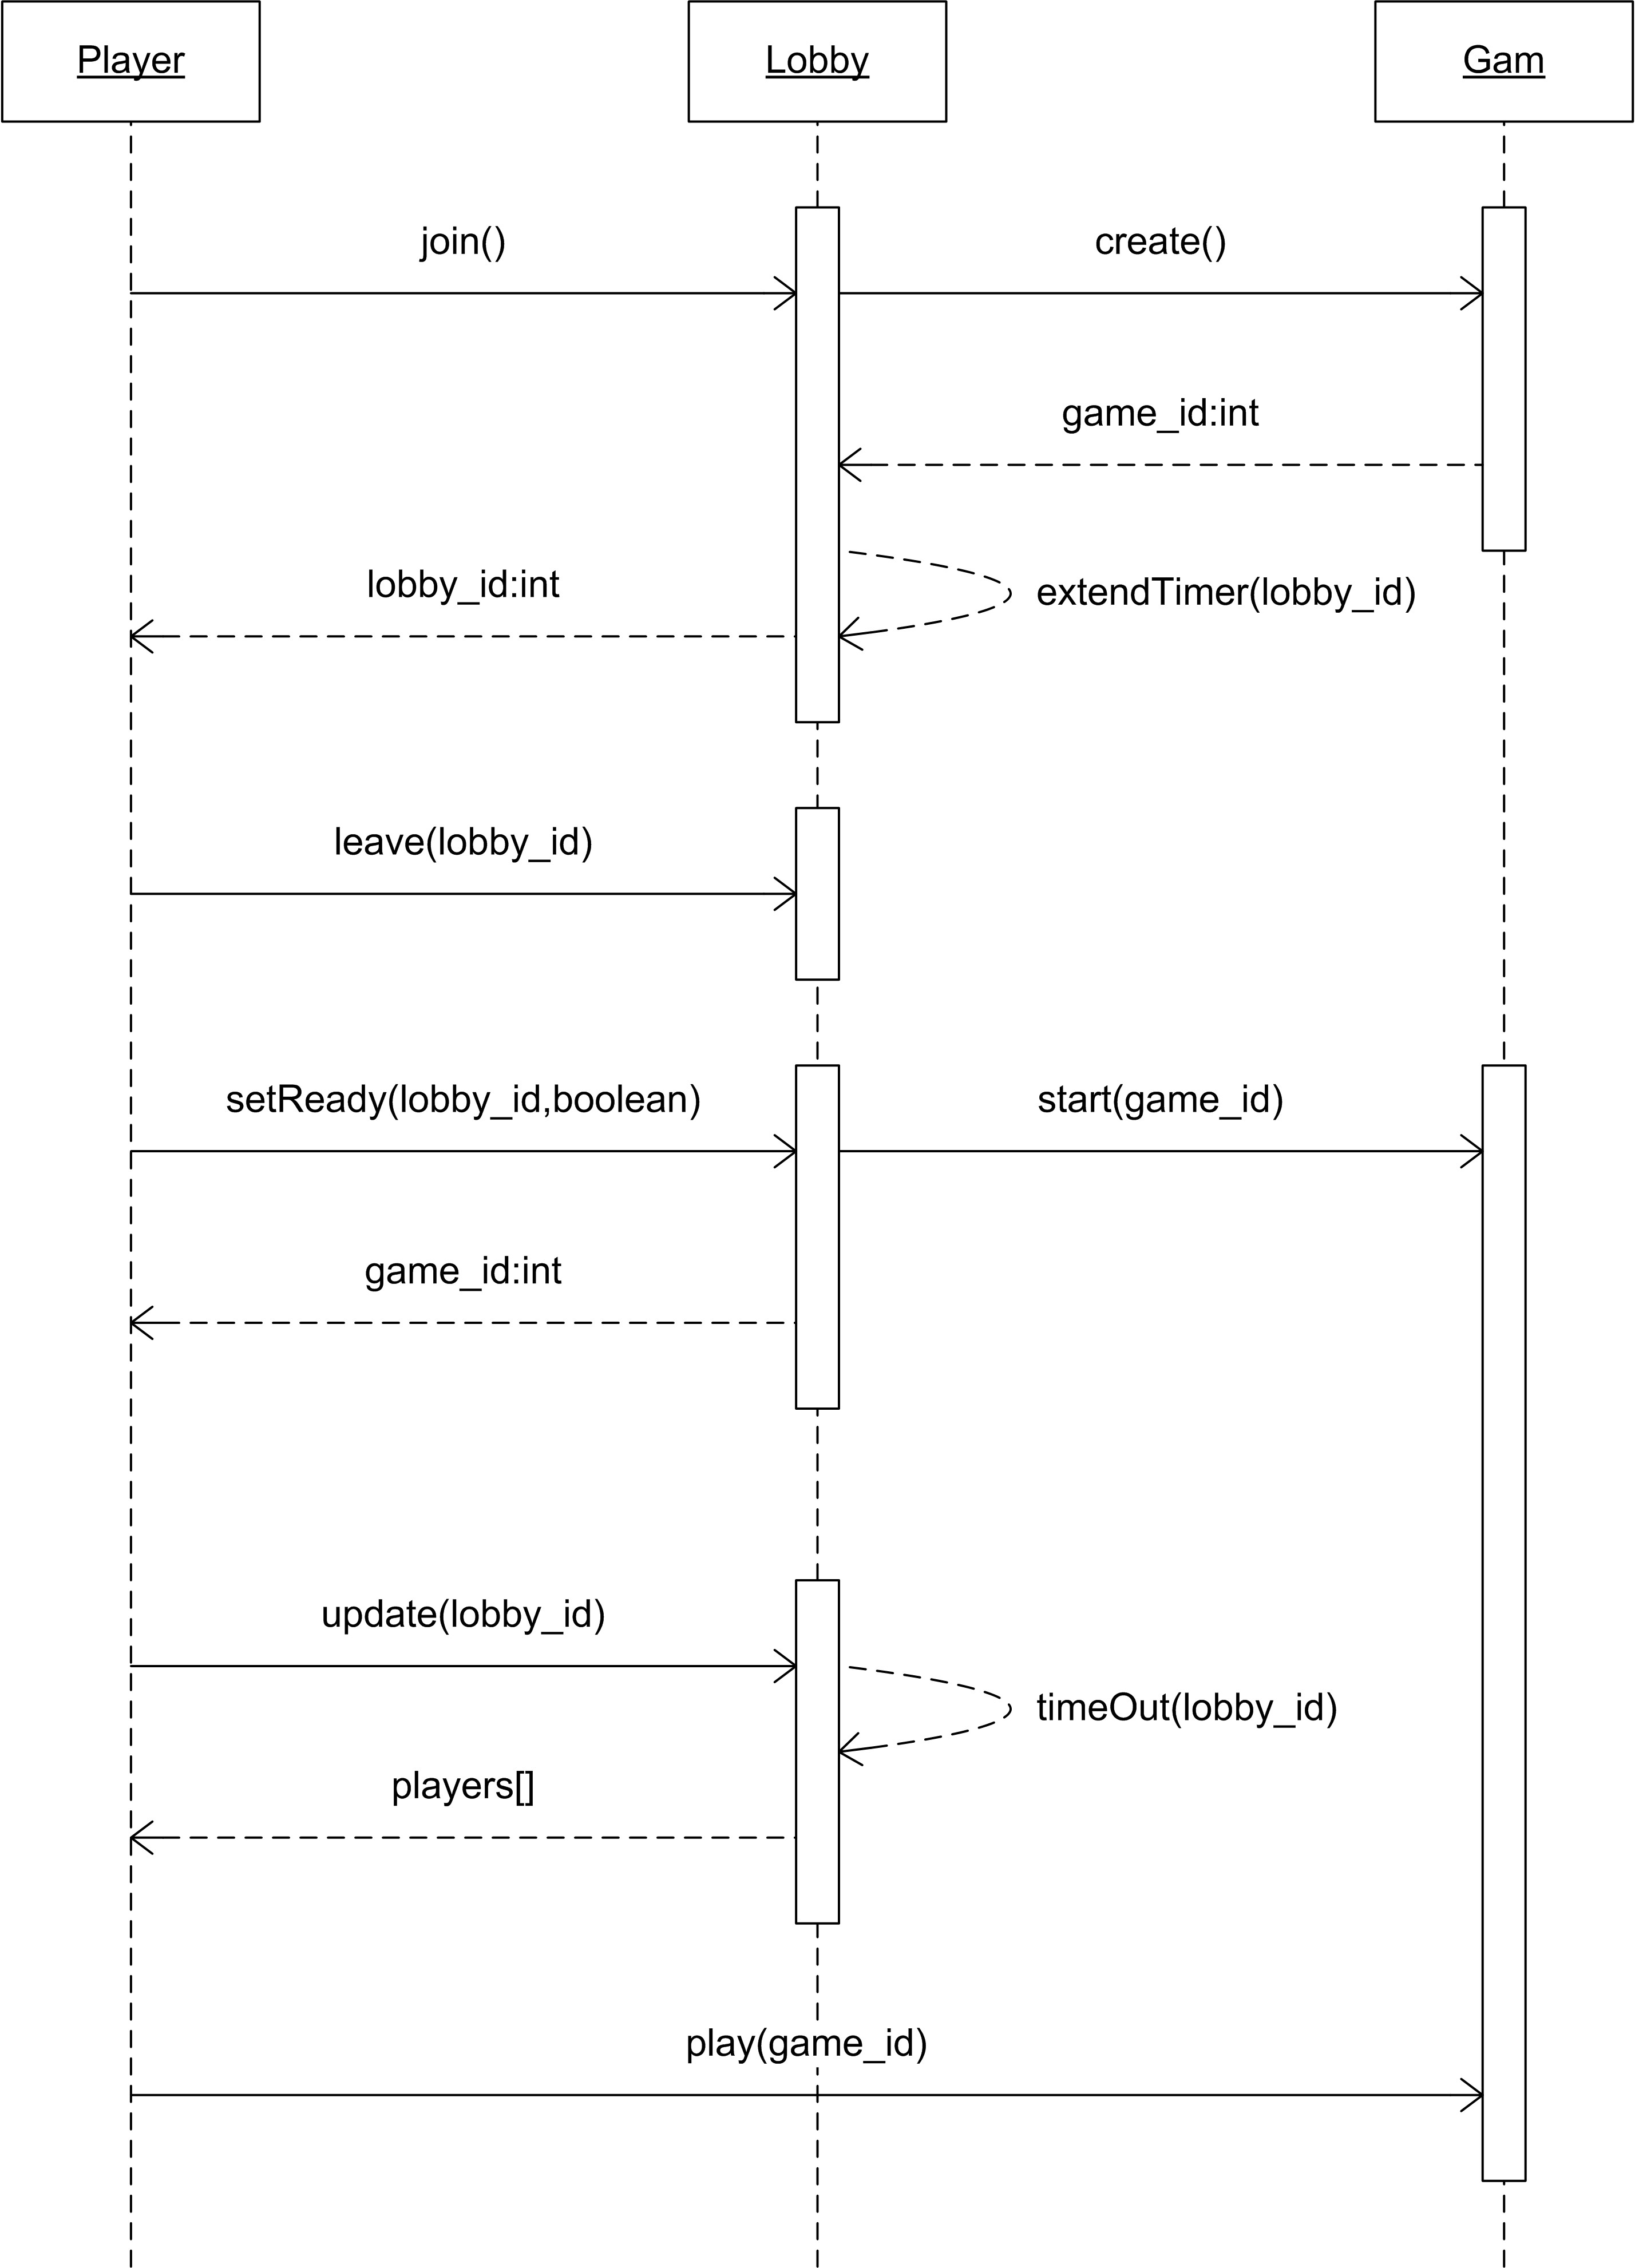 Player
Lobby
Gam
join()
create()
game_id:int
lobby_id:int
extendTimer(lobby_id)
leave(lobby_id)
setReady(lobby_id,boolean)
start(game_id)
game_id:int
update(lobby_id)
timeOut(lobby_id)
players[]
play(game_id)